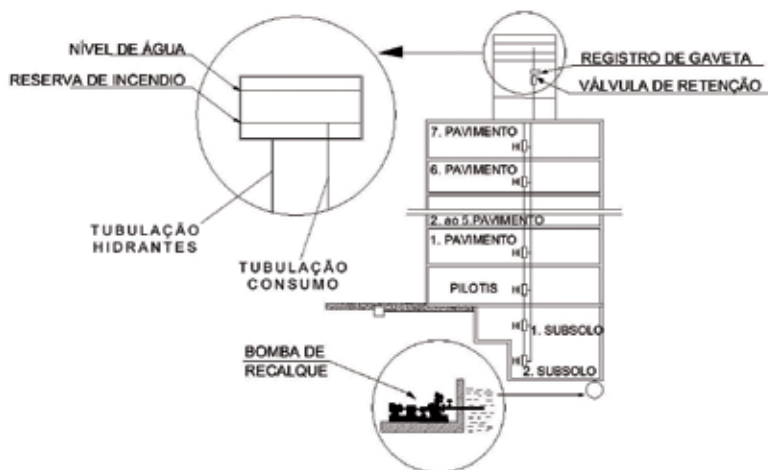 NÍVEL DE ÁGUA
RESERVA DE INCENDIO
TUBULAÇÃO
HIDRANTES
TUBULAÇÃO
CONSUMO
REGISTRO DE GAVETA
VÁLVULA DE RETENÇÃO
7. PAVIMENTO
H
6. PAVIMENTO
H
2. ao 5.PAVIMENTO
1. PAVIMENTO
H
PILOTIS
H
H
1. SUBSOLO
H
2. SUBSOLO
BOMBA DE
RECALQUE